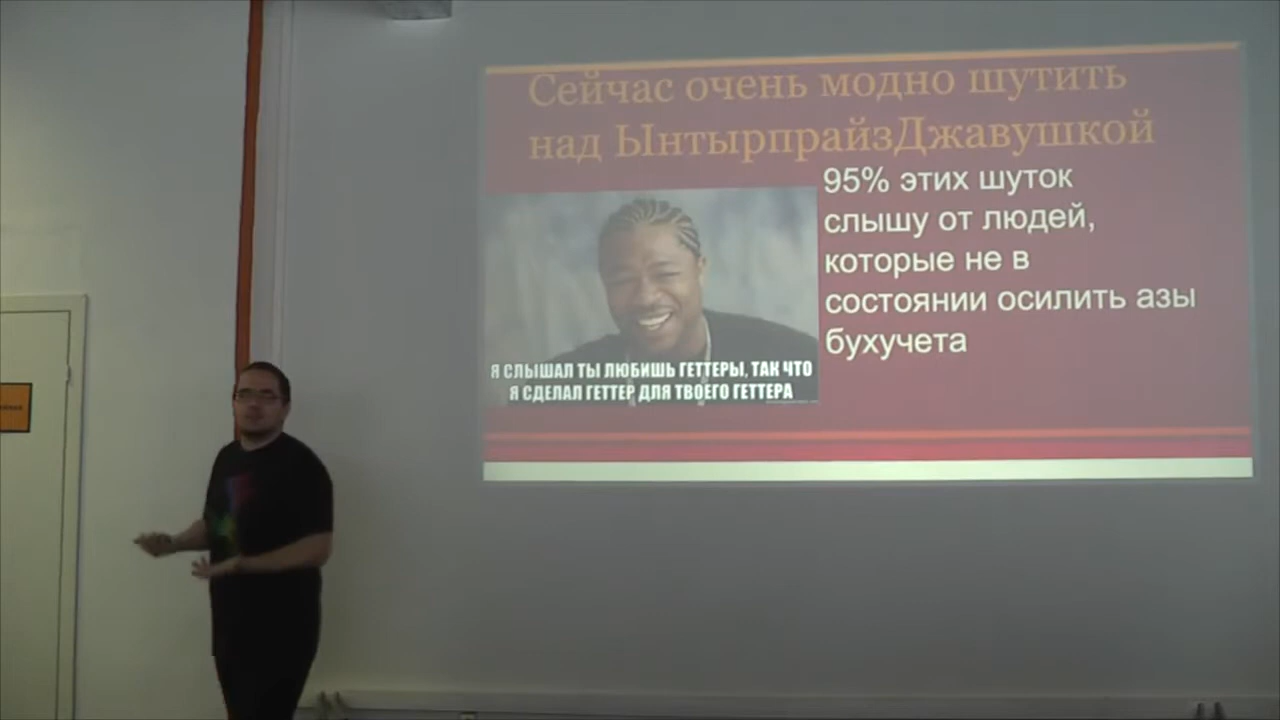 Сейчас очень модно шутить
над ЫнтырпрайзДжавушкой
95% этих шуток
слышу от людей,
которые не в
состоянии осилить азы
бухучета
Я СЛЫШАЛ ТЫ ЛЮБИШЬ ГЕТТЕРЫ, ТАК ЧТО
Я СДЕЛАЛ ГЕТТЕР ДЛЯ ТВОЕГО ГЕТТЕРА